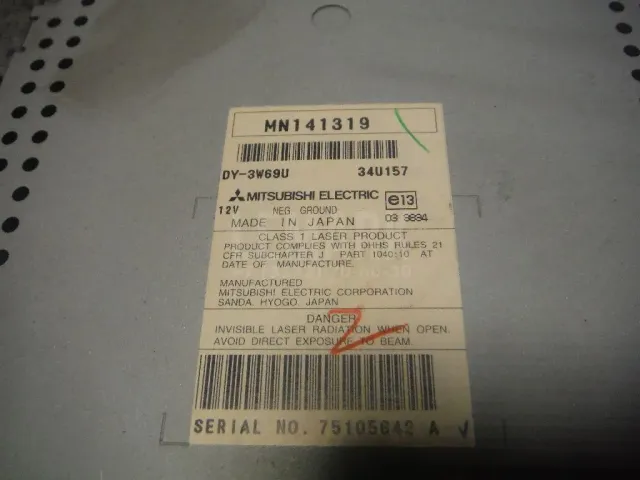 MN141319
DY-3W69U 34U157
MITSUBISHI ELECTRIC e13
12V NEG GROUND
MADE IN JAPAN 03 3834
CLASS 1 LASER PRODUCT
PRODUCT COMPLIES WITH DHHS RULES 21
CFR SUBCHAPTER J PART 1040:10 AT
DATE OF MANUFACTURE.
MANUFACTURED
MITSUBISHI ELECTRIC CORPORATION
SANDA, HYOGO, JAPAN
DANGER
INVISIBLE LASER RADIATION WHEN OPEN.
AVOID DIRECT EXPOSURE TO BEAM.
SERIAL NO. 75105642 A